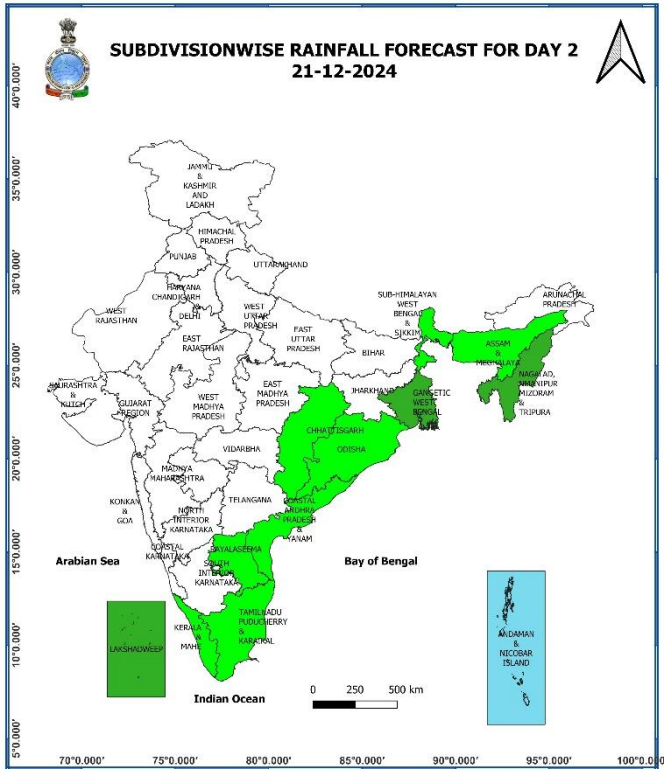 SUBDIVISIONWISE RAINFALL FORECAST FOR DAY 2
21-12-2024
40°0.000'
35°0.000'
30°0.000'
25°0.000'
20°0.000'
15°0.000'
10°0.000'
5°0.000'
JAMMU
&
KASHMIR
AND
LADAKH
HIMACHAL
PRADESH
PUNJAB
UTTARAKHAND
HARYANA
CHANDIGARH
&
DELHI
WEST
RAJASTHAN
WEST
UTTAR
PRADESH
EAST
RAJASTHAN
EAST
UTTAR
PRADESH
SUB-HIMALAYAN
WEST
BENGAL
&
SIKKIM
ARUNACHAL
PRADESH
ASSAM
&
MEGHALAYA
BIHAR
NAGALAD,
MANIPUR
MIZORAM
&
TRIPURA
SAURASHTRA
&
KUTCH
GUJARAT
REGION
WEST
MADHYA
PRADESH
EAST
MADHYA
PRADESH
JHARKHAND
GANGETIC
WEST
BENGAL
CHHATTISGARH
ODISHA
VIDARBHA
MADHYA
MAHARASHTRA
KONKAN
&
GOA
TELANGANA
COASTAL
ANDHRA
PRADESH
&
YANAM
NORTH
INTERIOR
KARNATAKA
COASTAL
KARNATAKA
RAYALASEEMA
SOUTH
INTERIOR
KARNATAKA
Arabian Sea
Bay of Bengal
TAMILNADU
PUDUCHERRY
&
KARAIKAL
KERALA
&
MAHE
LAKSHADWEEP
ANDAMAN
&
NICOBAR
ISLAND
Indian Ocean
0 250 500 km
70°0.000' 75°0.000' 80°0.000' 85°0.000' 90°0.000' 95°0.000' 100°0.000